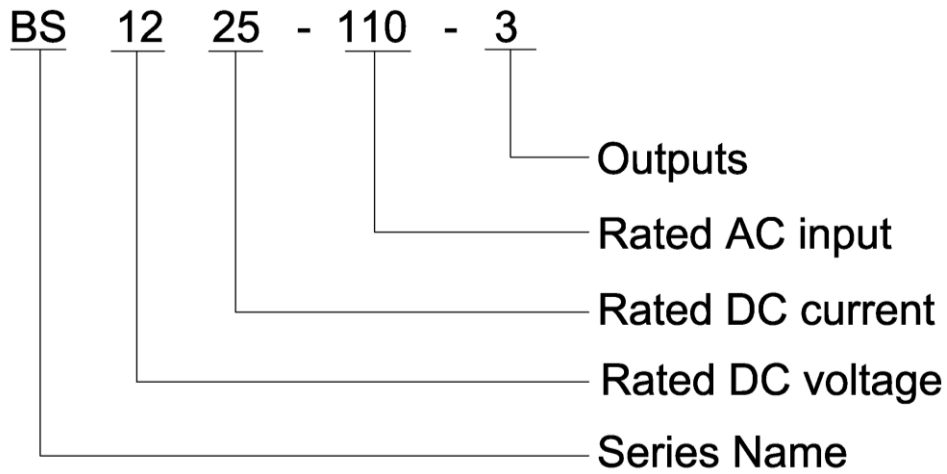 BS 12 25 - 110 - 3
Outputs
Rated AC input
Rated DC current
Rated DC voltage
Series Name